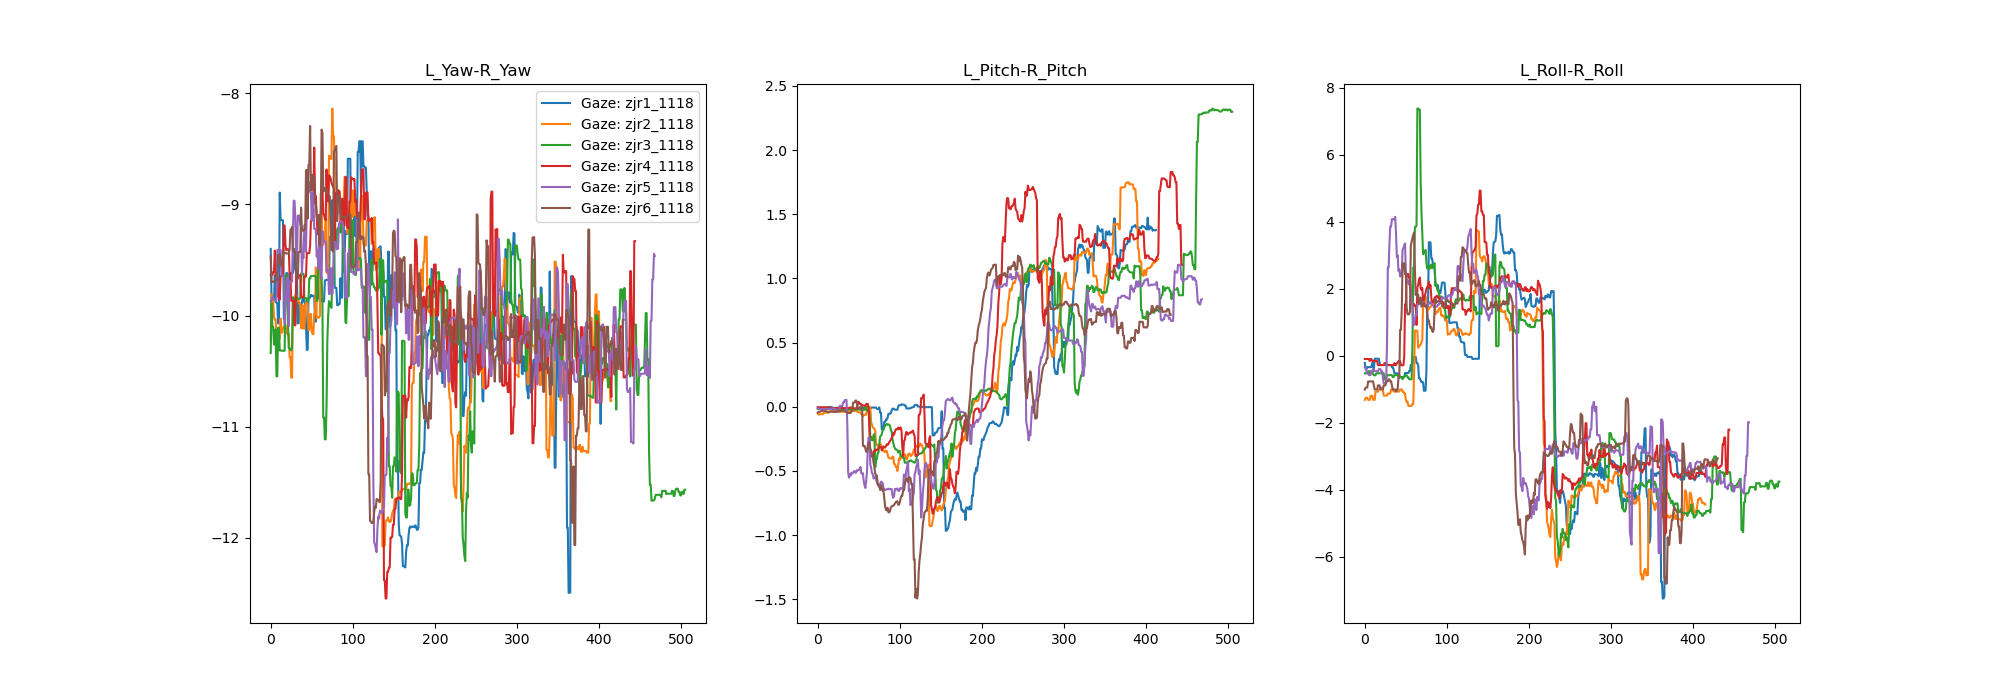 L_Yaw-R_Yaw
−8
−9
−10
−11
−12
0 100 200 300 400 500
Gaze: zjr1_1118
Gaze: zjr2_1118
Gaze: zjr3_1118
Gaze: zjr4_1118
Gaze: zjr5_1118
Gaze: zjr6_1118
L_Pitch-R_Pitch
2.5
2.0
1.5
1.0
0.5
0.0
−0.5
−1.0
−1.5
0 100 200 300 400 500
L_Roll-R_Roll
8
6
4
2
0
−2
−4
−6
0 100 200 300 400 500